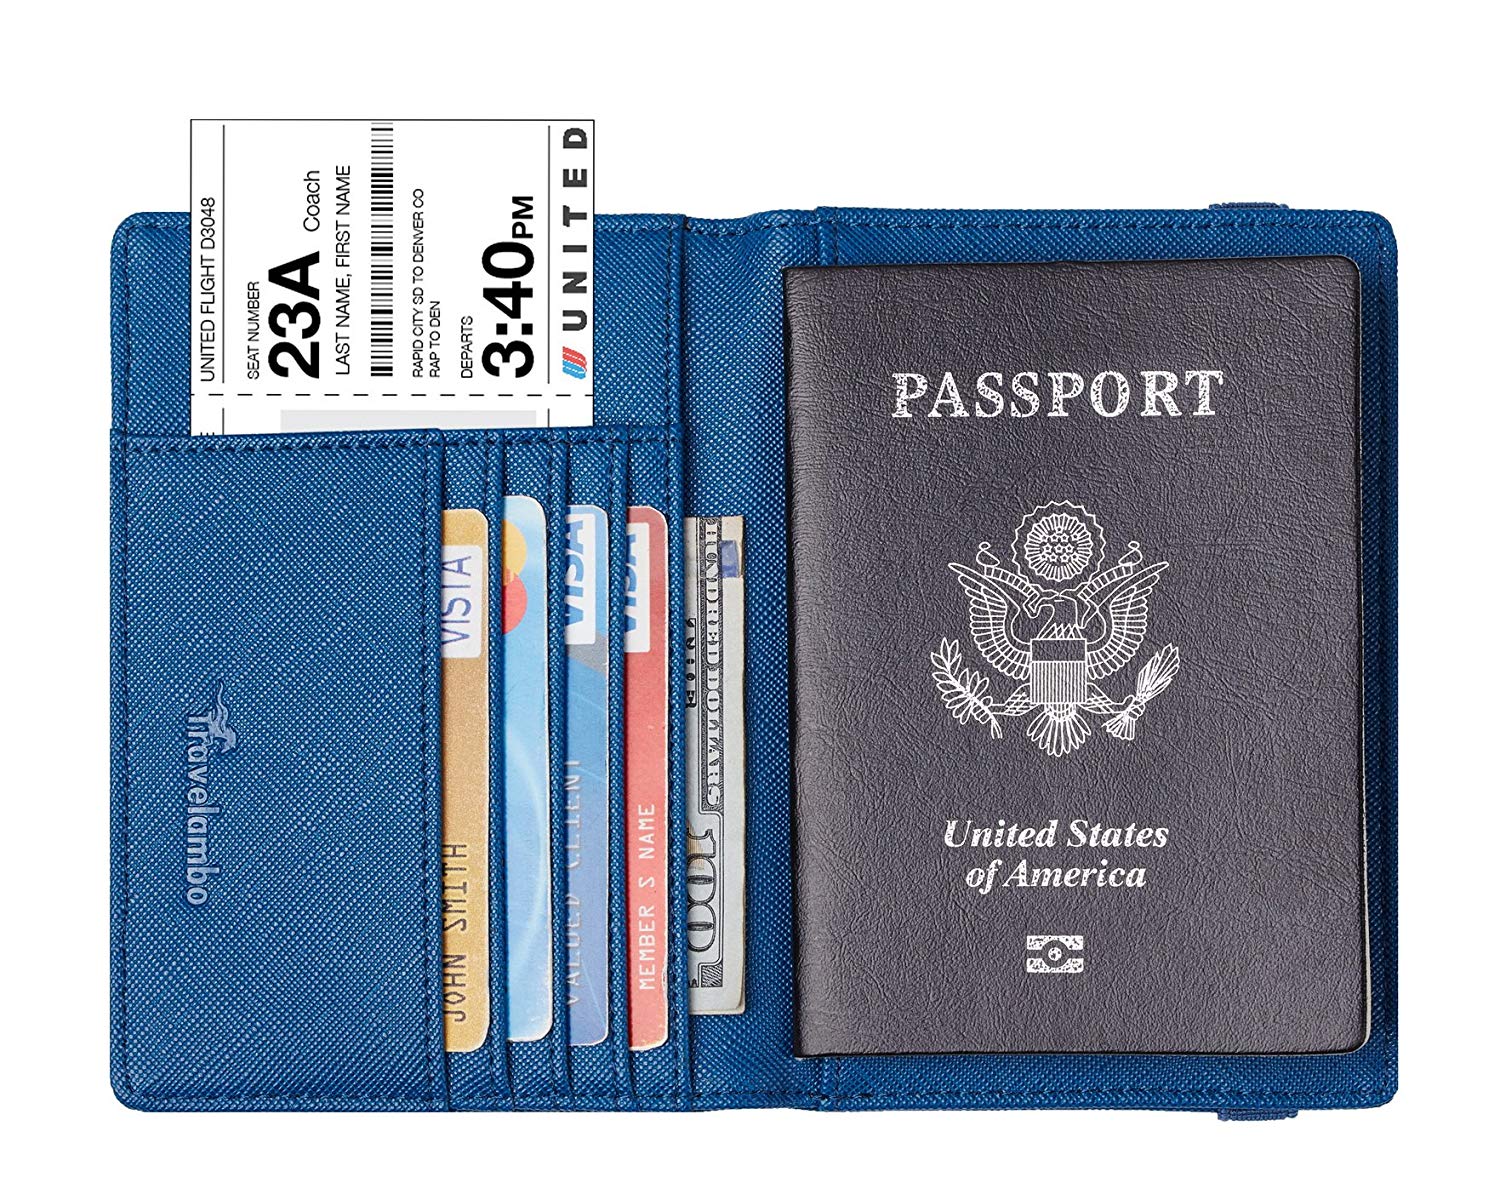 UNITED FLIGHT D3048
SEAT NUMBER
23A Coach
LAST NAME, FIRST NAME
RAPID CITY SD TO DENVER CO
RAP TO DEN
DEPARTS
3:40PM
UNITED
Travelambo
VISTA
JOHN SMITH
VISA
VALUED CLIENT
VISA
MEMBER S NAME
HUNDRED DOLLARS
100
PASSPORT
United States
of America